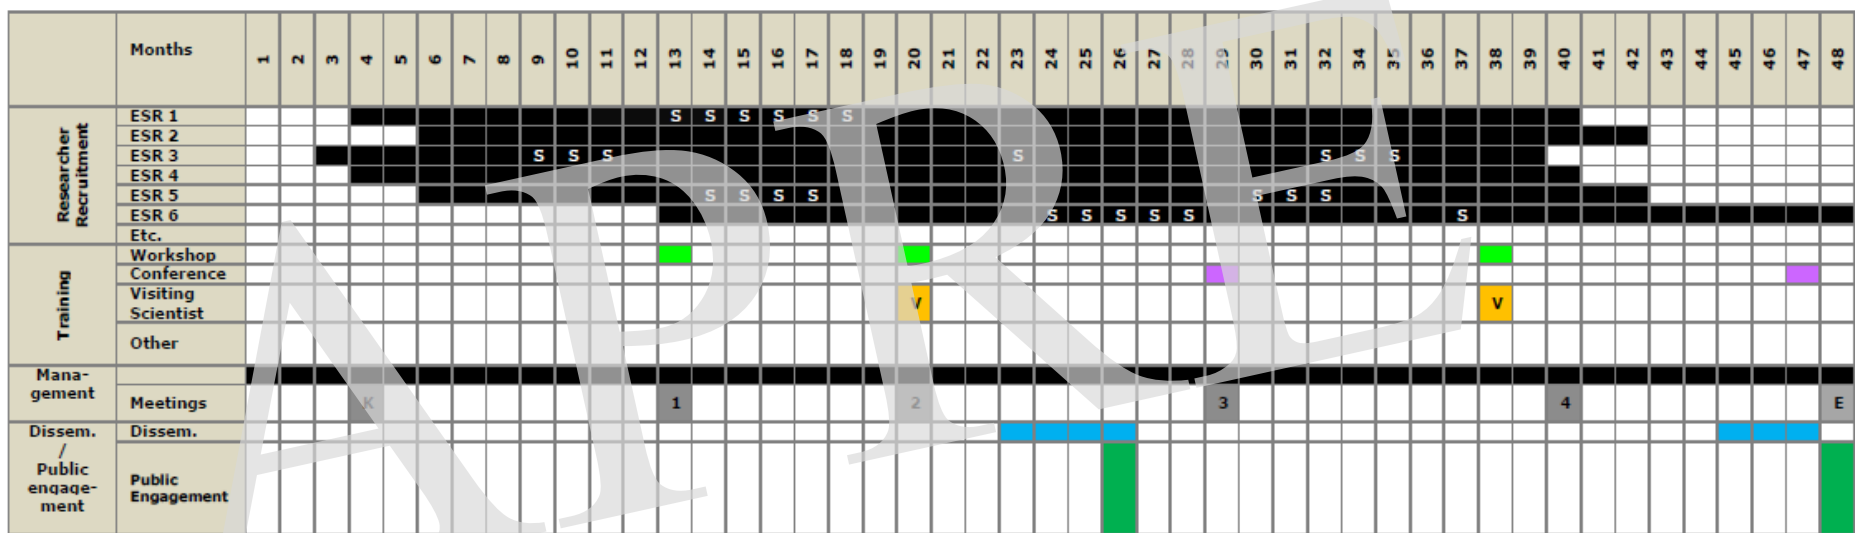 Months 1 2 3 4 5 6 7 8 9 10 11 12 13 14 15 16 17 18 19 20 21 22 23 24 25 26 27 28 29 30 31 32 34 35 36 37 38 39 40 41 42 43 44 45 46 47 48
Researcher
Recruitment
ESR 1 S S S S S S
ESR 2
ESR 3 S S S S S S S
ESR 4
ESR 5 S S S S S S S
ESR 6 S S S S S S
Etc.
Training
Workshop
Conference
Visiting
Scientist V V
Other
Mana-
gement
Meetings K 1 2 3 4 E
Dissem.
/
Public
engage-
ment
Dissem.
Public
Engagement
APRE